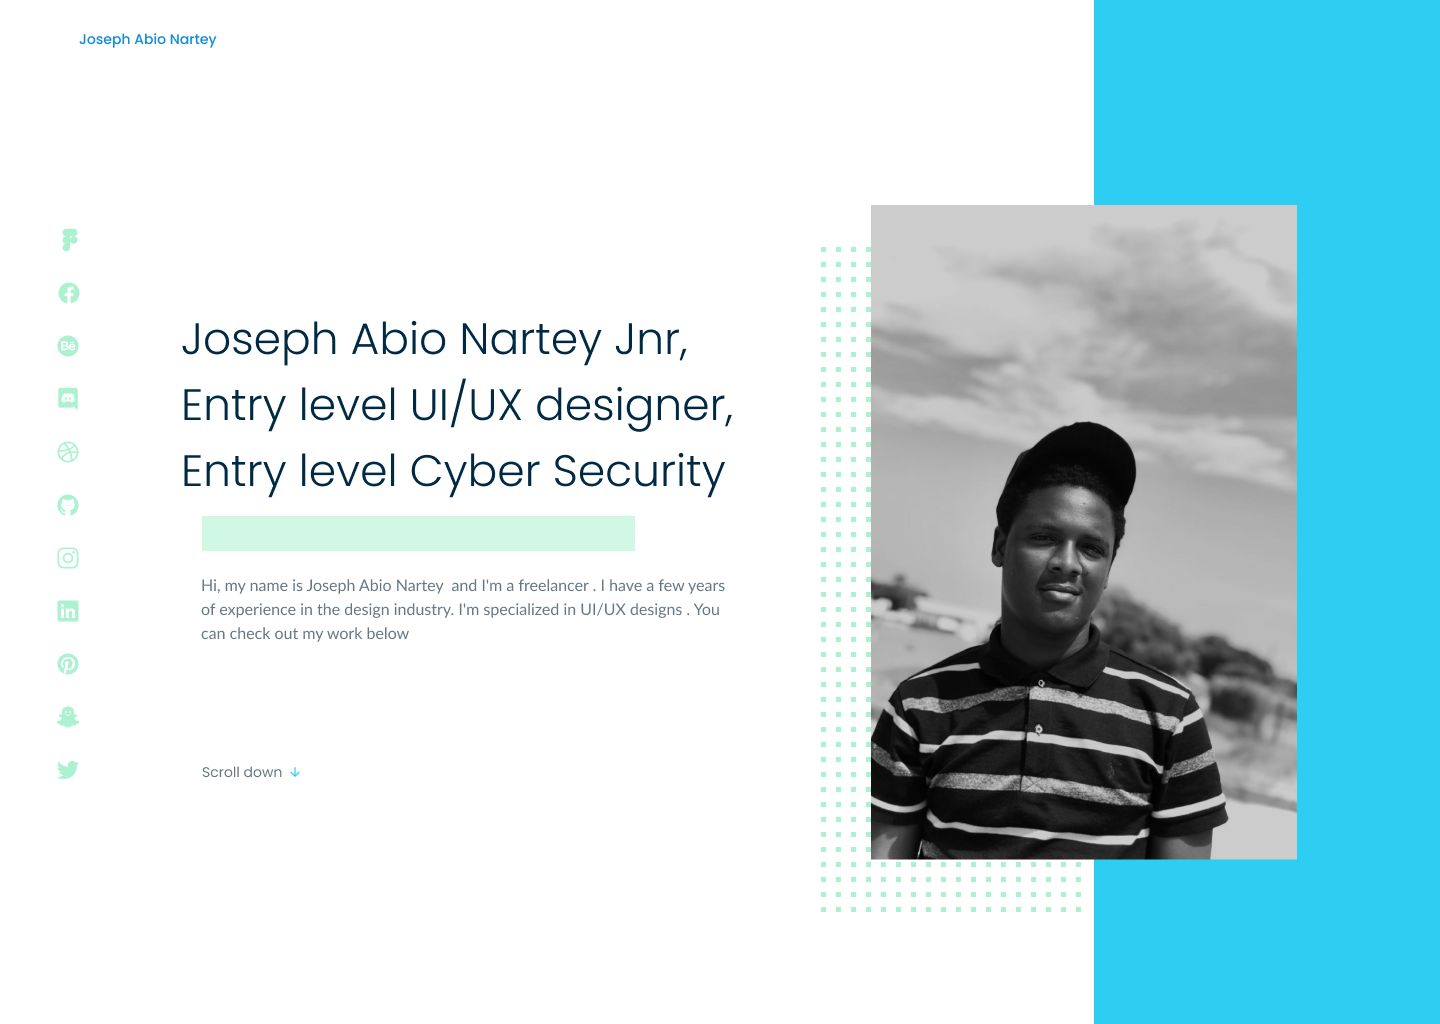 Joseph Abio Nartey
Joseph Abio Nartey Jnr,
Entry level UI/UX designer,
Entry level Cyber Security
Hi, my name is Joseph Abio Nartey  and I'm a freelancer . I have a few years
of experience in the design industry. I'm specialized in UI/UX designs . You
can check out my work below
Scroll down